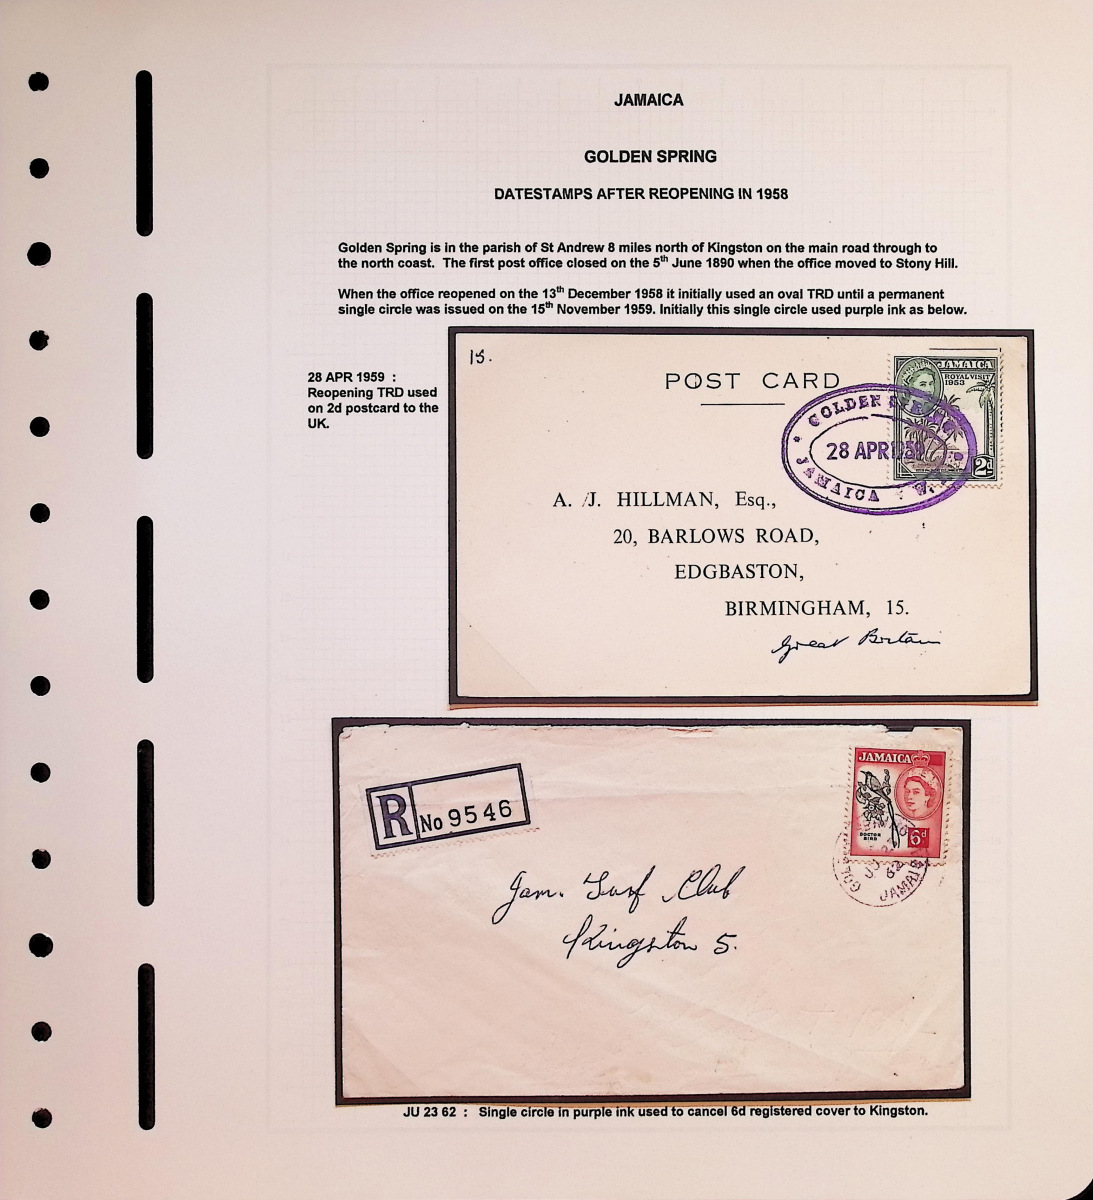 JAMAICA
GOLDEN SPRING
DATESTAMPS AFTER REOPENING IN 1958
Golden Spring is in the parish of St Andrew 8 miles north of Kingston on the main road through to
the north coast. The first post office closed on the 5th June 1890 when the office moved to Stony Hill.
When the office reopened on the 13th December 1958 it initially used an oval TRD until a permanent
single circle was issued on the 15th November 1959. Initially this single circle used purple ink as below.
28 APR 1959 :
Reopening TRD used
on 2d postcard to the
UK.
15.
POST CARD
JAMAICA
ROYAL VISIT
1953
2d
GOLDEN
28 APR 1959
JAMAICA W.
A. J. HILLMAN, Esq.,
20, BARLOWS ROAD,
EDGBASTON,
BIRMINGHAM, 15.
Great Britain
R No 9546
JAMAICA
DOCTOR
BIRD
6d
JU 23
62
JAMAICA
Jam. Turf Club
Kingston 5.
JU 23 62 : Single circle in purple ink used to cancel 6d registered cover to Kingston.